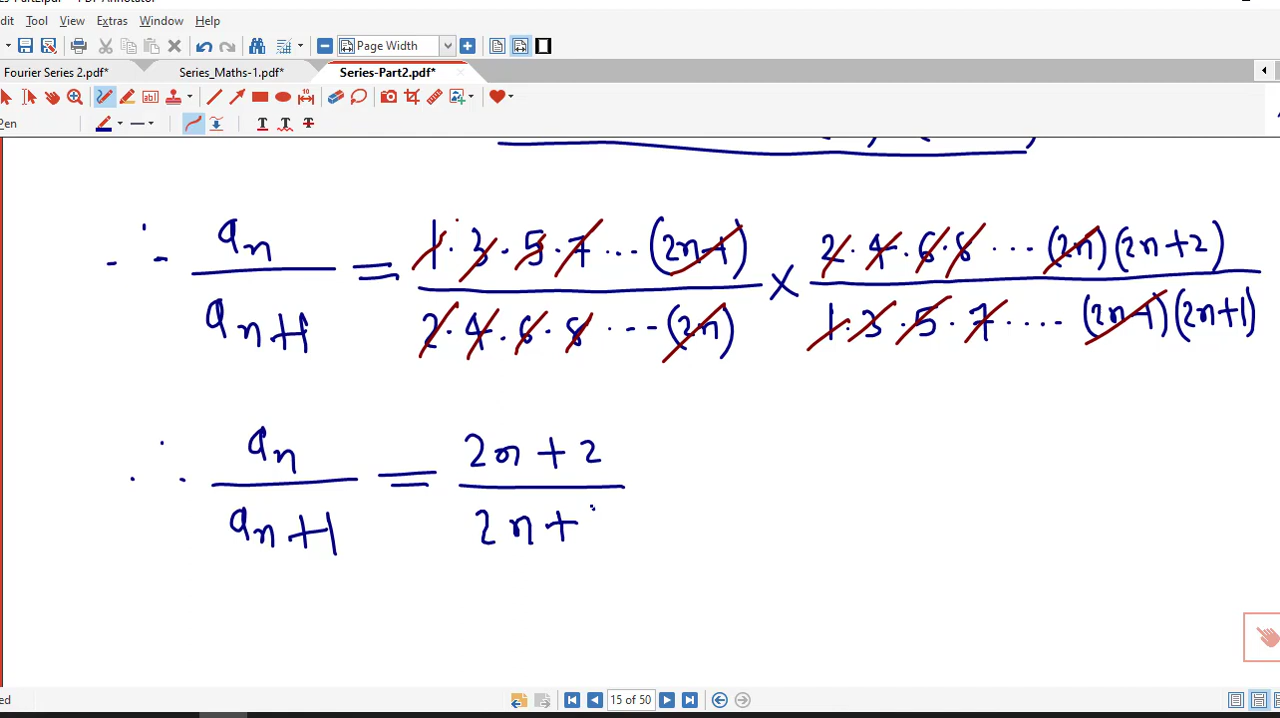 dit Tool View Extras Window Help
Page Width
Fourier Series 2.pdf* Series_Maths-1.pdf* Series-Part2.pdf*
Pen
∴ aₙ / aₙ₊₁ = 1·3·5·7 ··· (2n-1) / 2·4·6·8 ··· (2n) × 2·4·6·8 ··· (2n)(2n+2) / 1·3·5·7 ···· (2n-1)(2n+1)
∴ aₙ / aₙ₊₁ = 2n+2 / 2n+
15 of 50